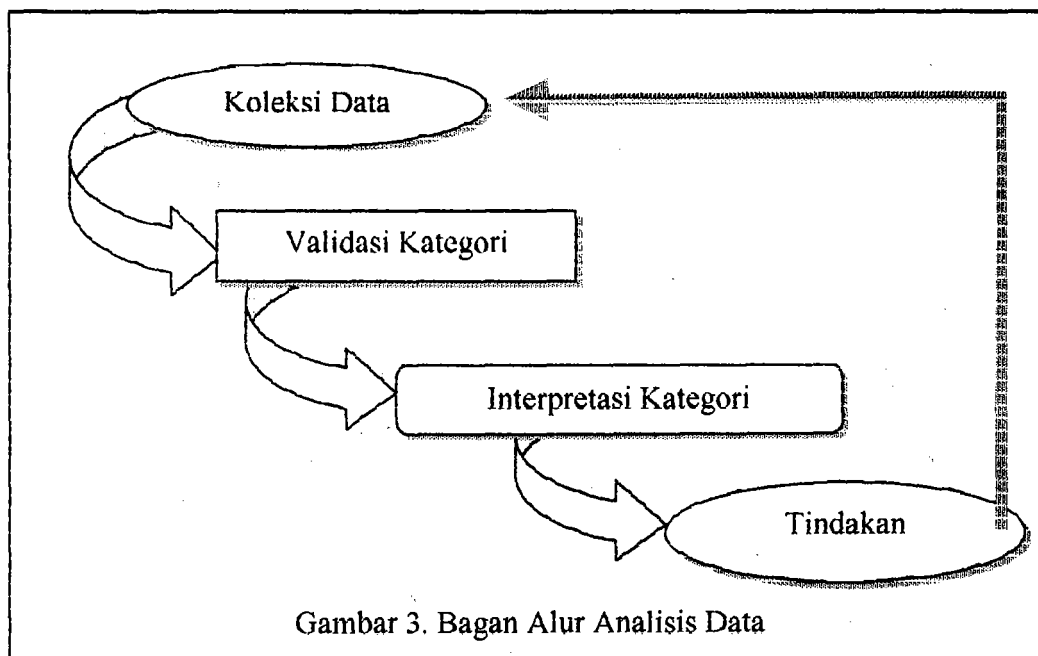 Koleksi Data
Validasi Kategori
Interpretasi Kategori
Tindakan
Gambar 3. Bagan Alur Analisis Data